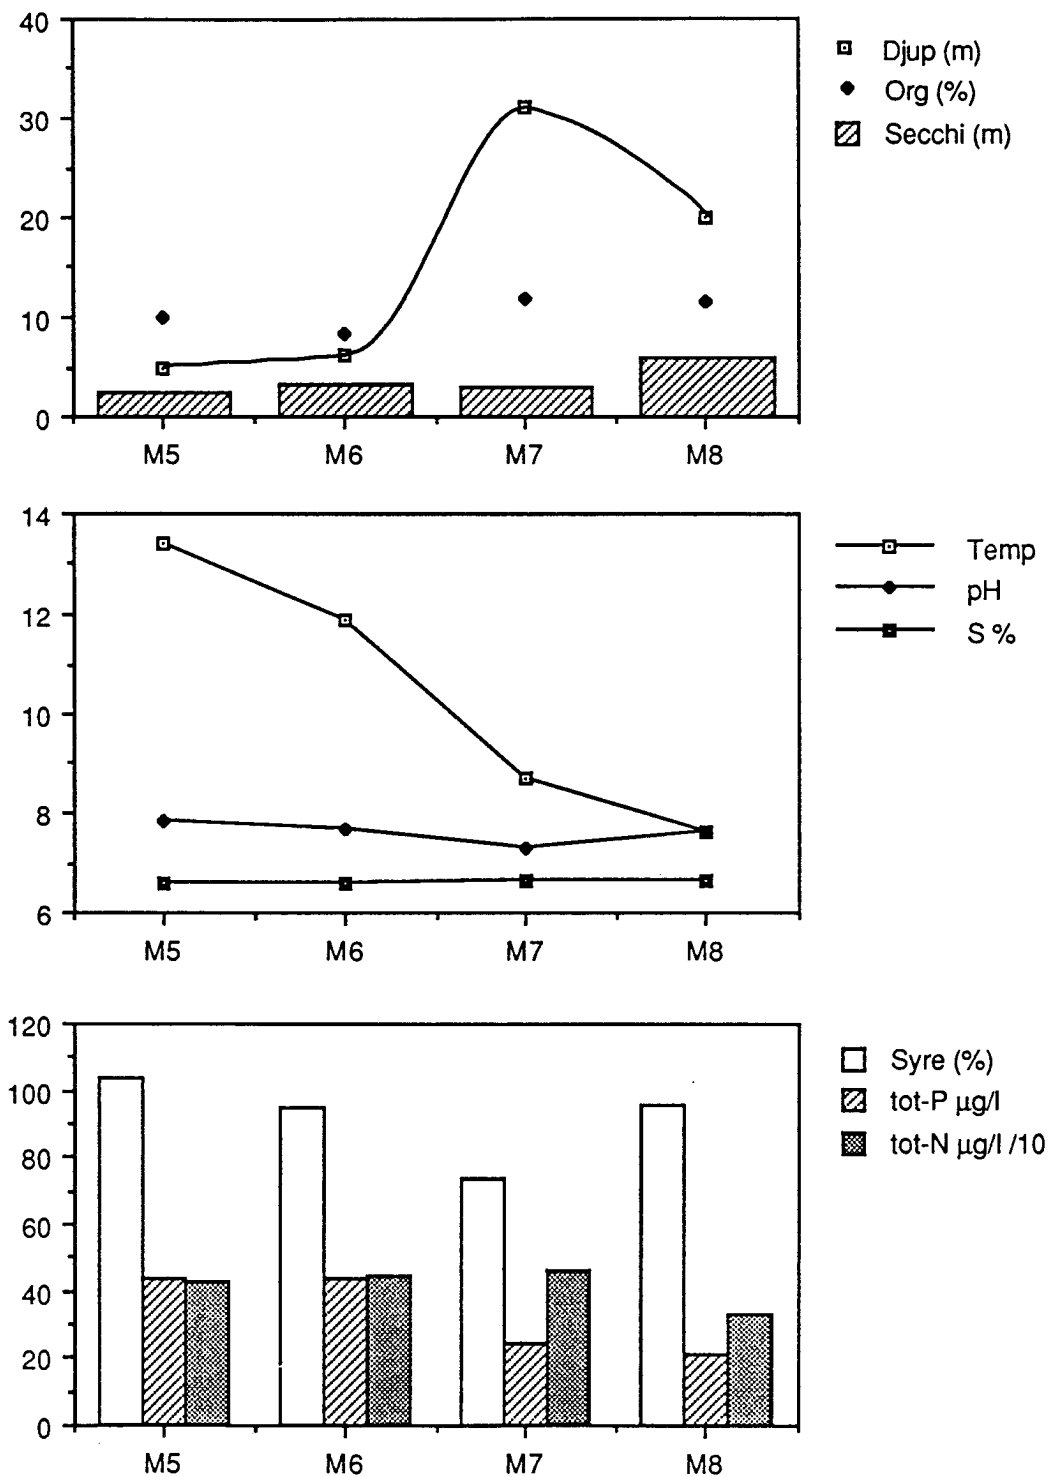 40
30
20
10
0
M5 M6 M7 M8
Djup (m)
Org (%)
Secchi (m)
14
12
10
8
6
M5 M6 M7 M8
Temp
pH
S %
120
100
80
60
40
20
0
M5 M6 M7 M8
Syre (%)
tot-P µg/l
tot-N µg/l /10